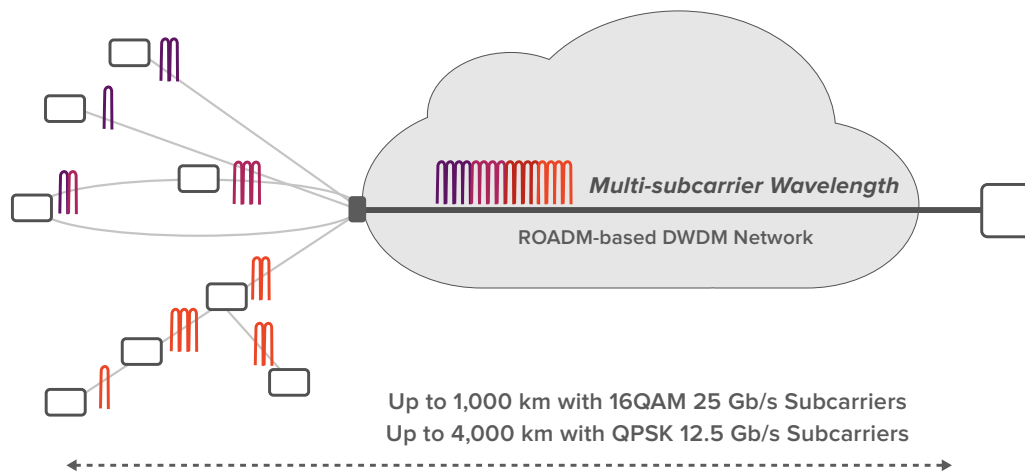 Multi-subcarrier Wavelength
ROADM-based DWDM Network
Up to 1,000 km with 16QAM 25 Gb/s Subcarriers
Up to 4,000 km with QPSK 12.5 Gb/s Subcarriers